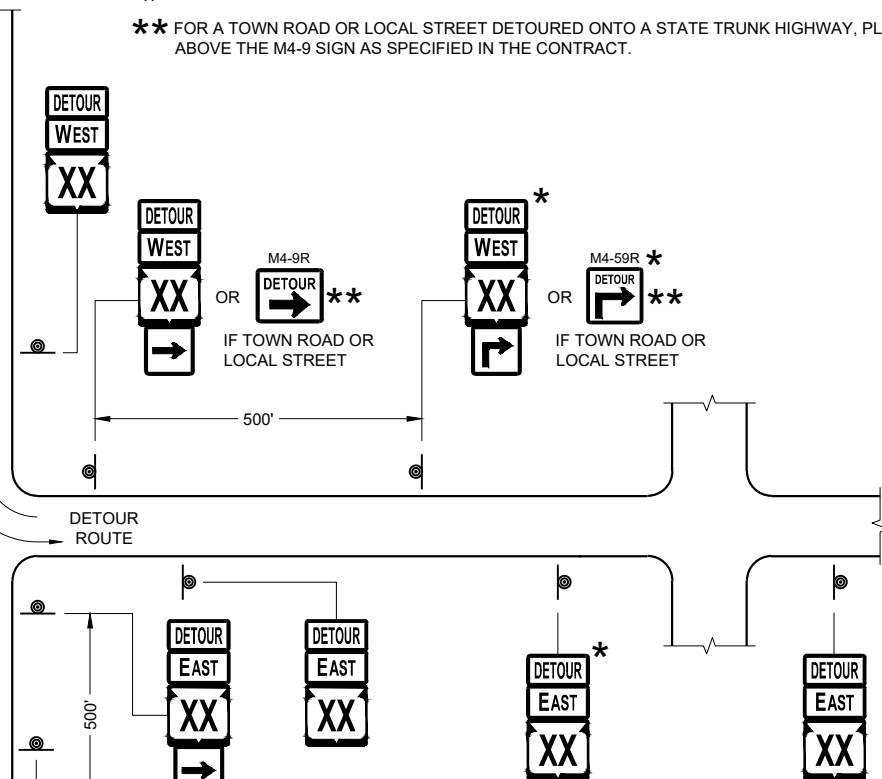 ** FOR A TOWN ROAD OR LOCAL STREET DETOURED ONTO A STATE TRUNK HIGHWAY, PL
ABOVE THE M4-9 SIGN AS SPECIFIED IN THE CONTRACT.
DETOUR
WEST
XX
DETOUR
WEST
XX
OR
M4-9R
DETOUR
**
IF TOWN ROAD OR
LOCAL STREET
DETOUR *
WEST
XX
OR
M4-59R *
DETOUR
**
IF TOWN ROAD OR
LOCAL STREET
500'
DETOUR
ROUTE
500'
DETOUR
EAST
XX
DETOUR
EAST
XX
DETOUR *
EAST
XX
DETOUR
EAST
XX